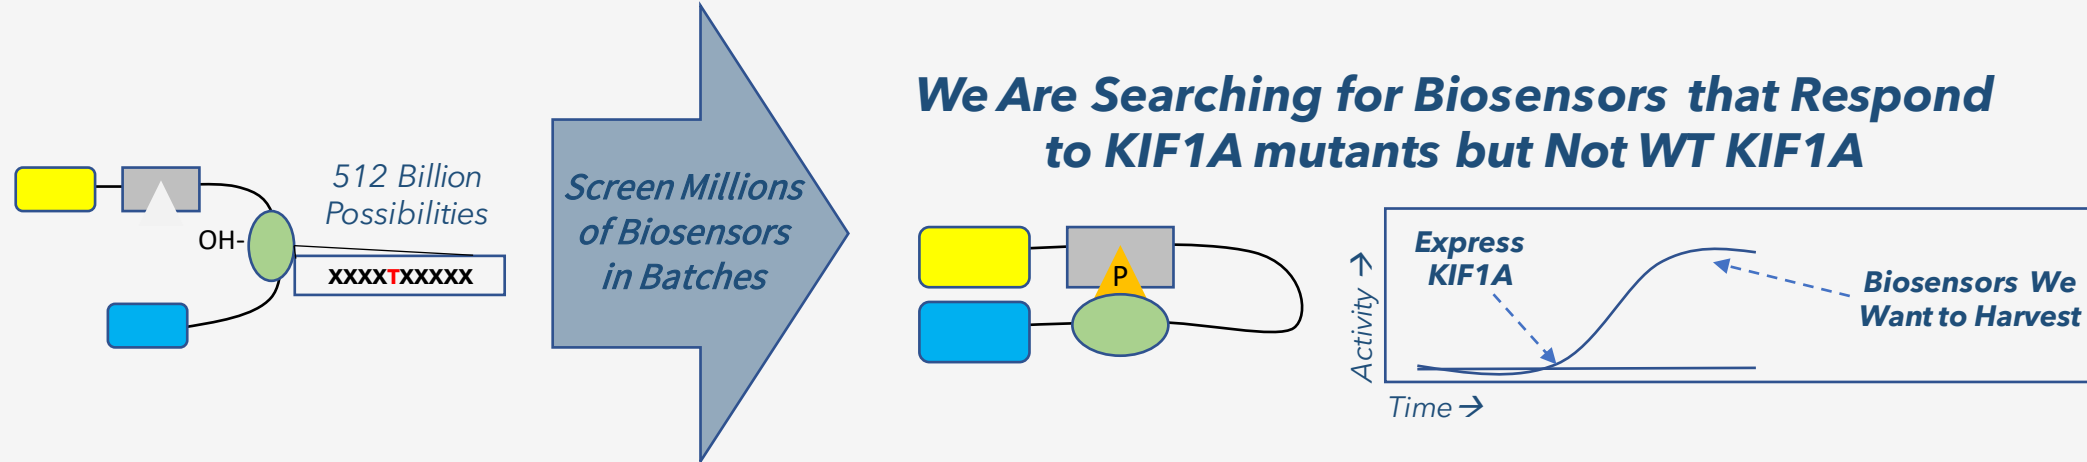 512 Billion
Possibilities
OH-
XXXXTXXXXX
Screen Millions
of Biosensors
in Batches
We Are Searching for Biosensors that Respond
to KIF1A mutants but Not WT KIF1A
P
Activity →
Express
KIF1A
Biosensors We
Want to Harvest
Time →